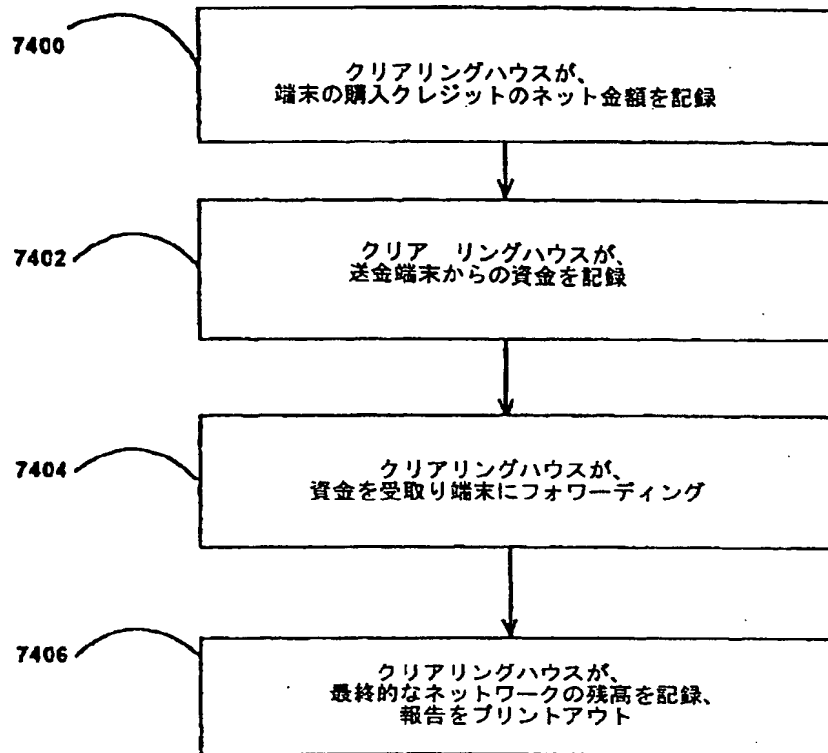 7400
クリアリングハウスが、
端末の購入クレジットのネット金額を記録
7402
クリア リングハウスが、
送金端末からの資金を記録
7404
クリアリングハウスが、
資金を受取り端末にフォワーディング
7406
クリアリングハウスが、
最終的なネットワークの残高を記録、
報告をプリントアウト